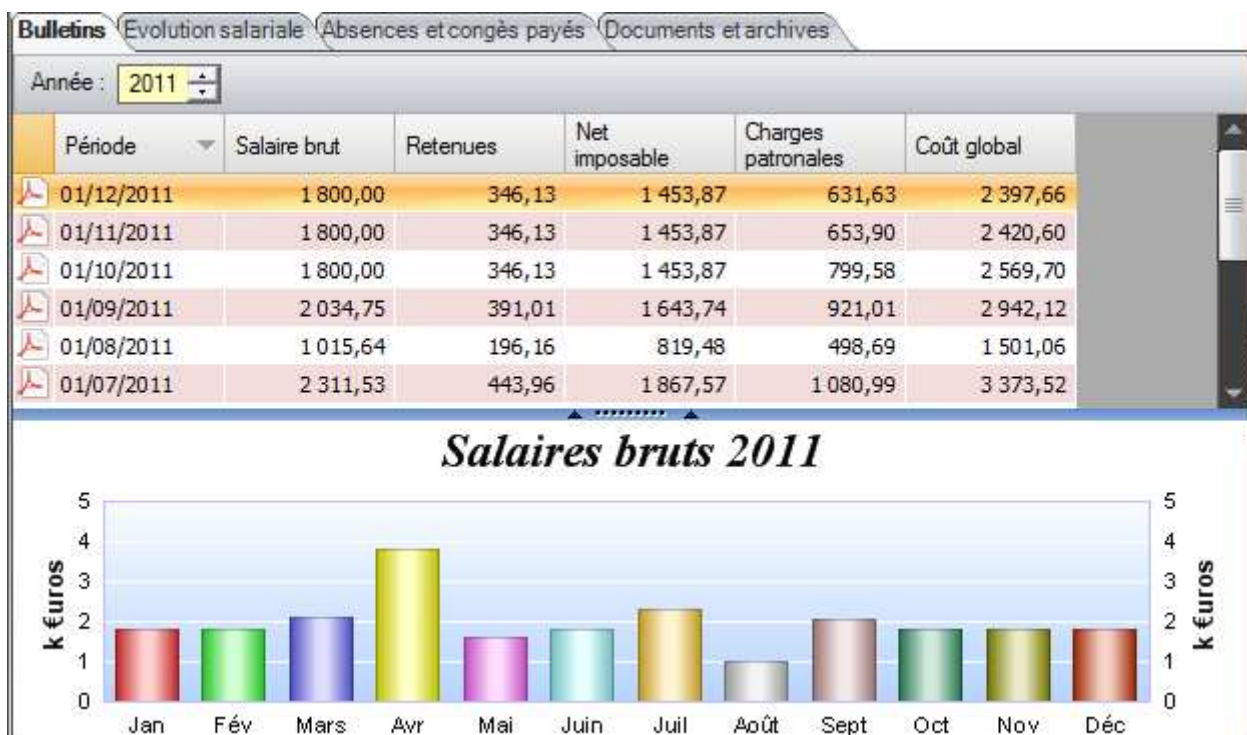 Bulletins Evolution salariale Absences et congès payés Documents et archives
Année : 2011
Période Salaire brut Retenues Net imposable Charges patronales Coût global
01/12/2011 1 800,00 346,13 1 453,87 631,63 2 397,66
01/11/2011 1 800,00 346,13 1 453,87 653,90 2 420,60
01/10/2011 1 800,00 346,13 1 453,87 799,58 2 569,70
01/09/2011 2 034,75 391,01 1 643,74 921,01 2 942,12
01/08/2011 1 015,64 196,16 819,48 498,69 1 501,06
01/07/2011 2 311,53 443,96 1 867,57 1 080,99 3 373,52
Salaires bruts 2011
5 5
4 4
3 3
2 2
1 1
0 0
k €uros k €uros
Jan Fév Mars Avr Mai Juin Juil Août Sept Oct Nov Déc